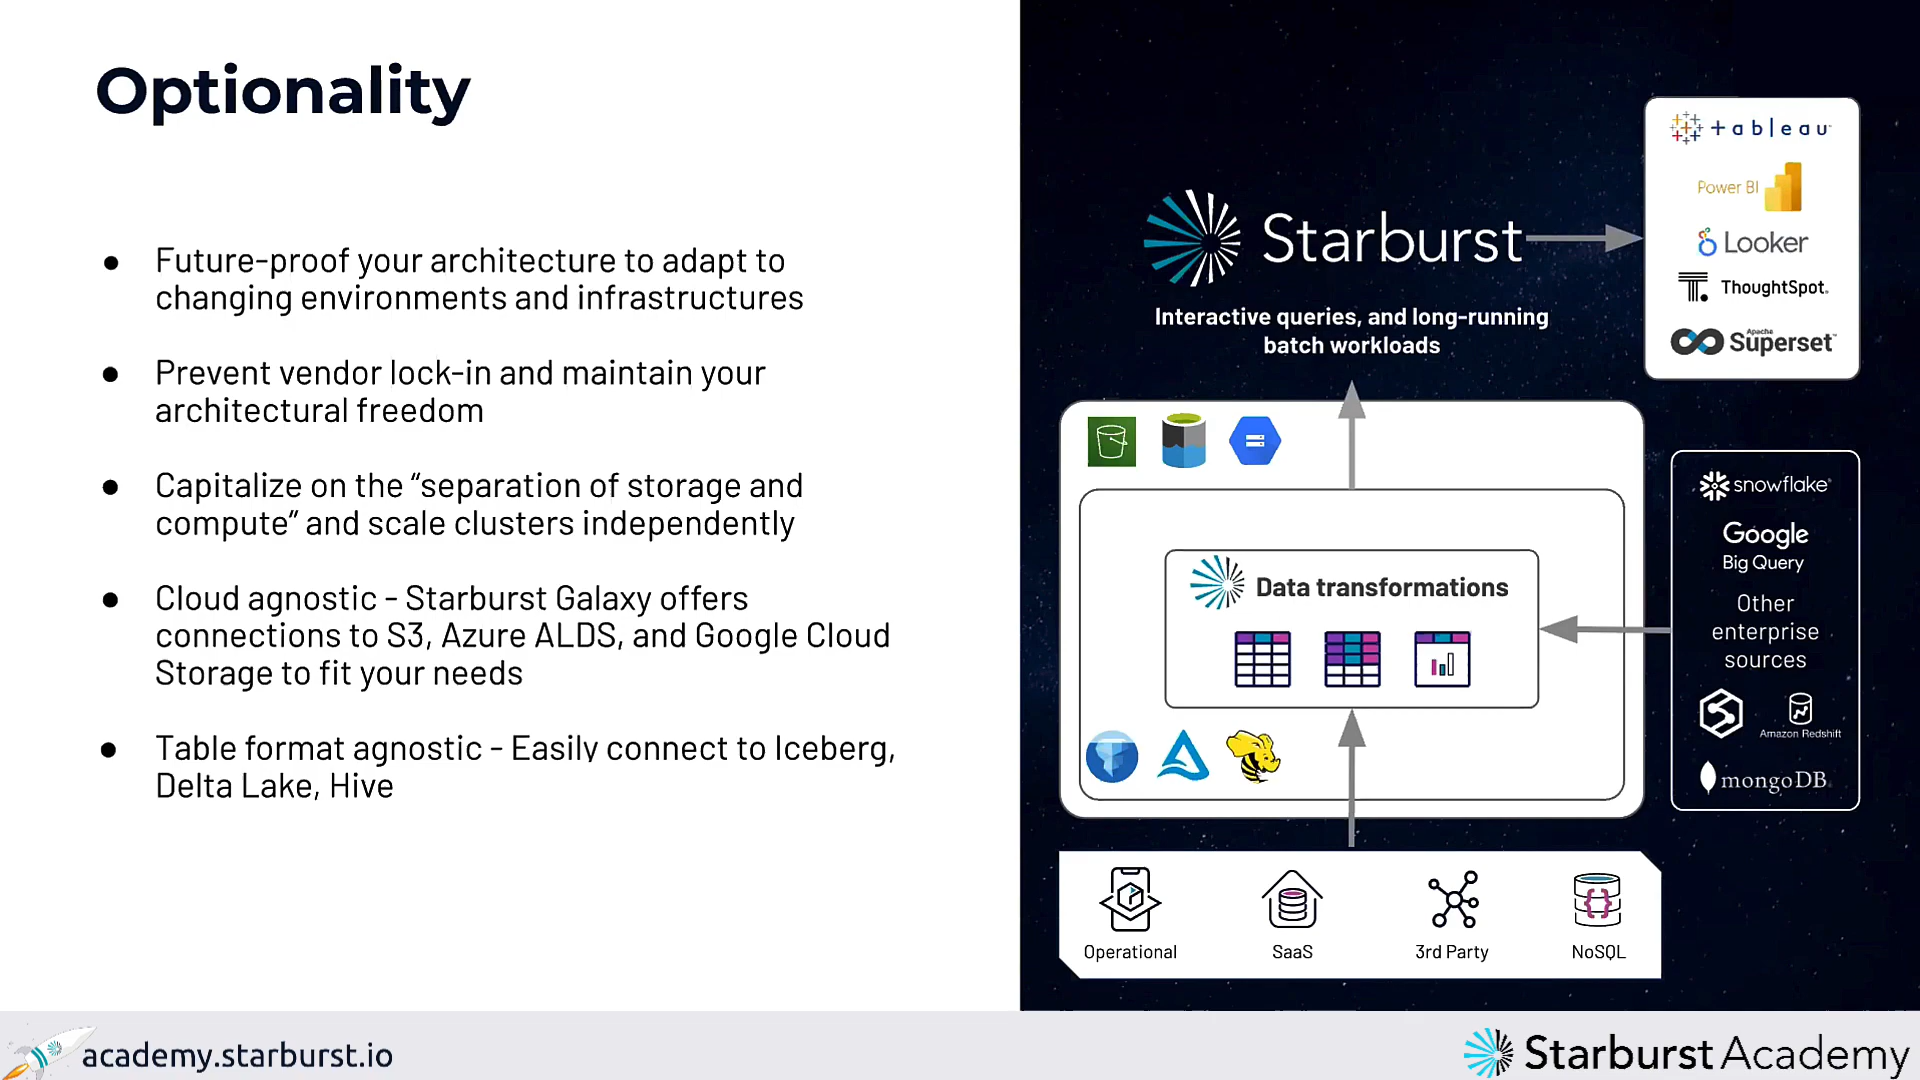 Optionality
● Future-proof your architecture to adapt to
changing environments and infrastructures
● Prevent vendor lock-in and maintain your
architectural freedom
● Capitalize on the “separation of storage and
compute” and scale clusters independently
● Cloud agnostic - Starburst Galaxy offers
connections to S3, Azure ALDS, and Google Cloud
Storage to fit your needs
● Table format agnostic - Easily connect to Iceberg,
Delta Lake, Hive
Starburst
Interactive queries, and long-running
batch workloads
+ableau
Power BI
Looker
ThoughtSpot.
Apache
Superset™
Data transformations
snowflake®
Google
Big Query
Other
enterprise
sources
Amazon Redshift
mongoDB
Operational
SaaS
3rd Party
NoSQL
academy.starburst.io
Starburst Academy